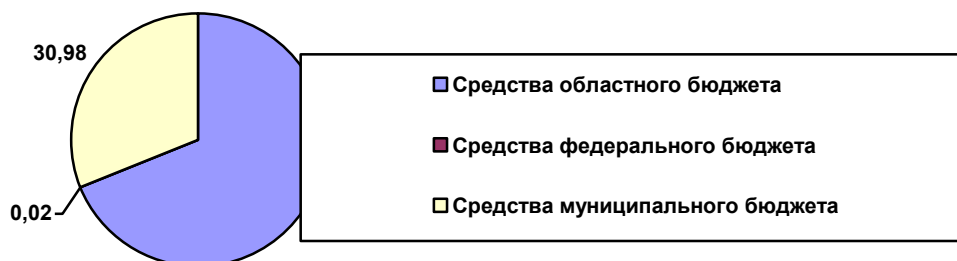 30,98
Средства областного бюджета
Средства федерального бюджета
Средства муниципального бюджета
0,02